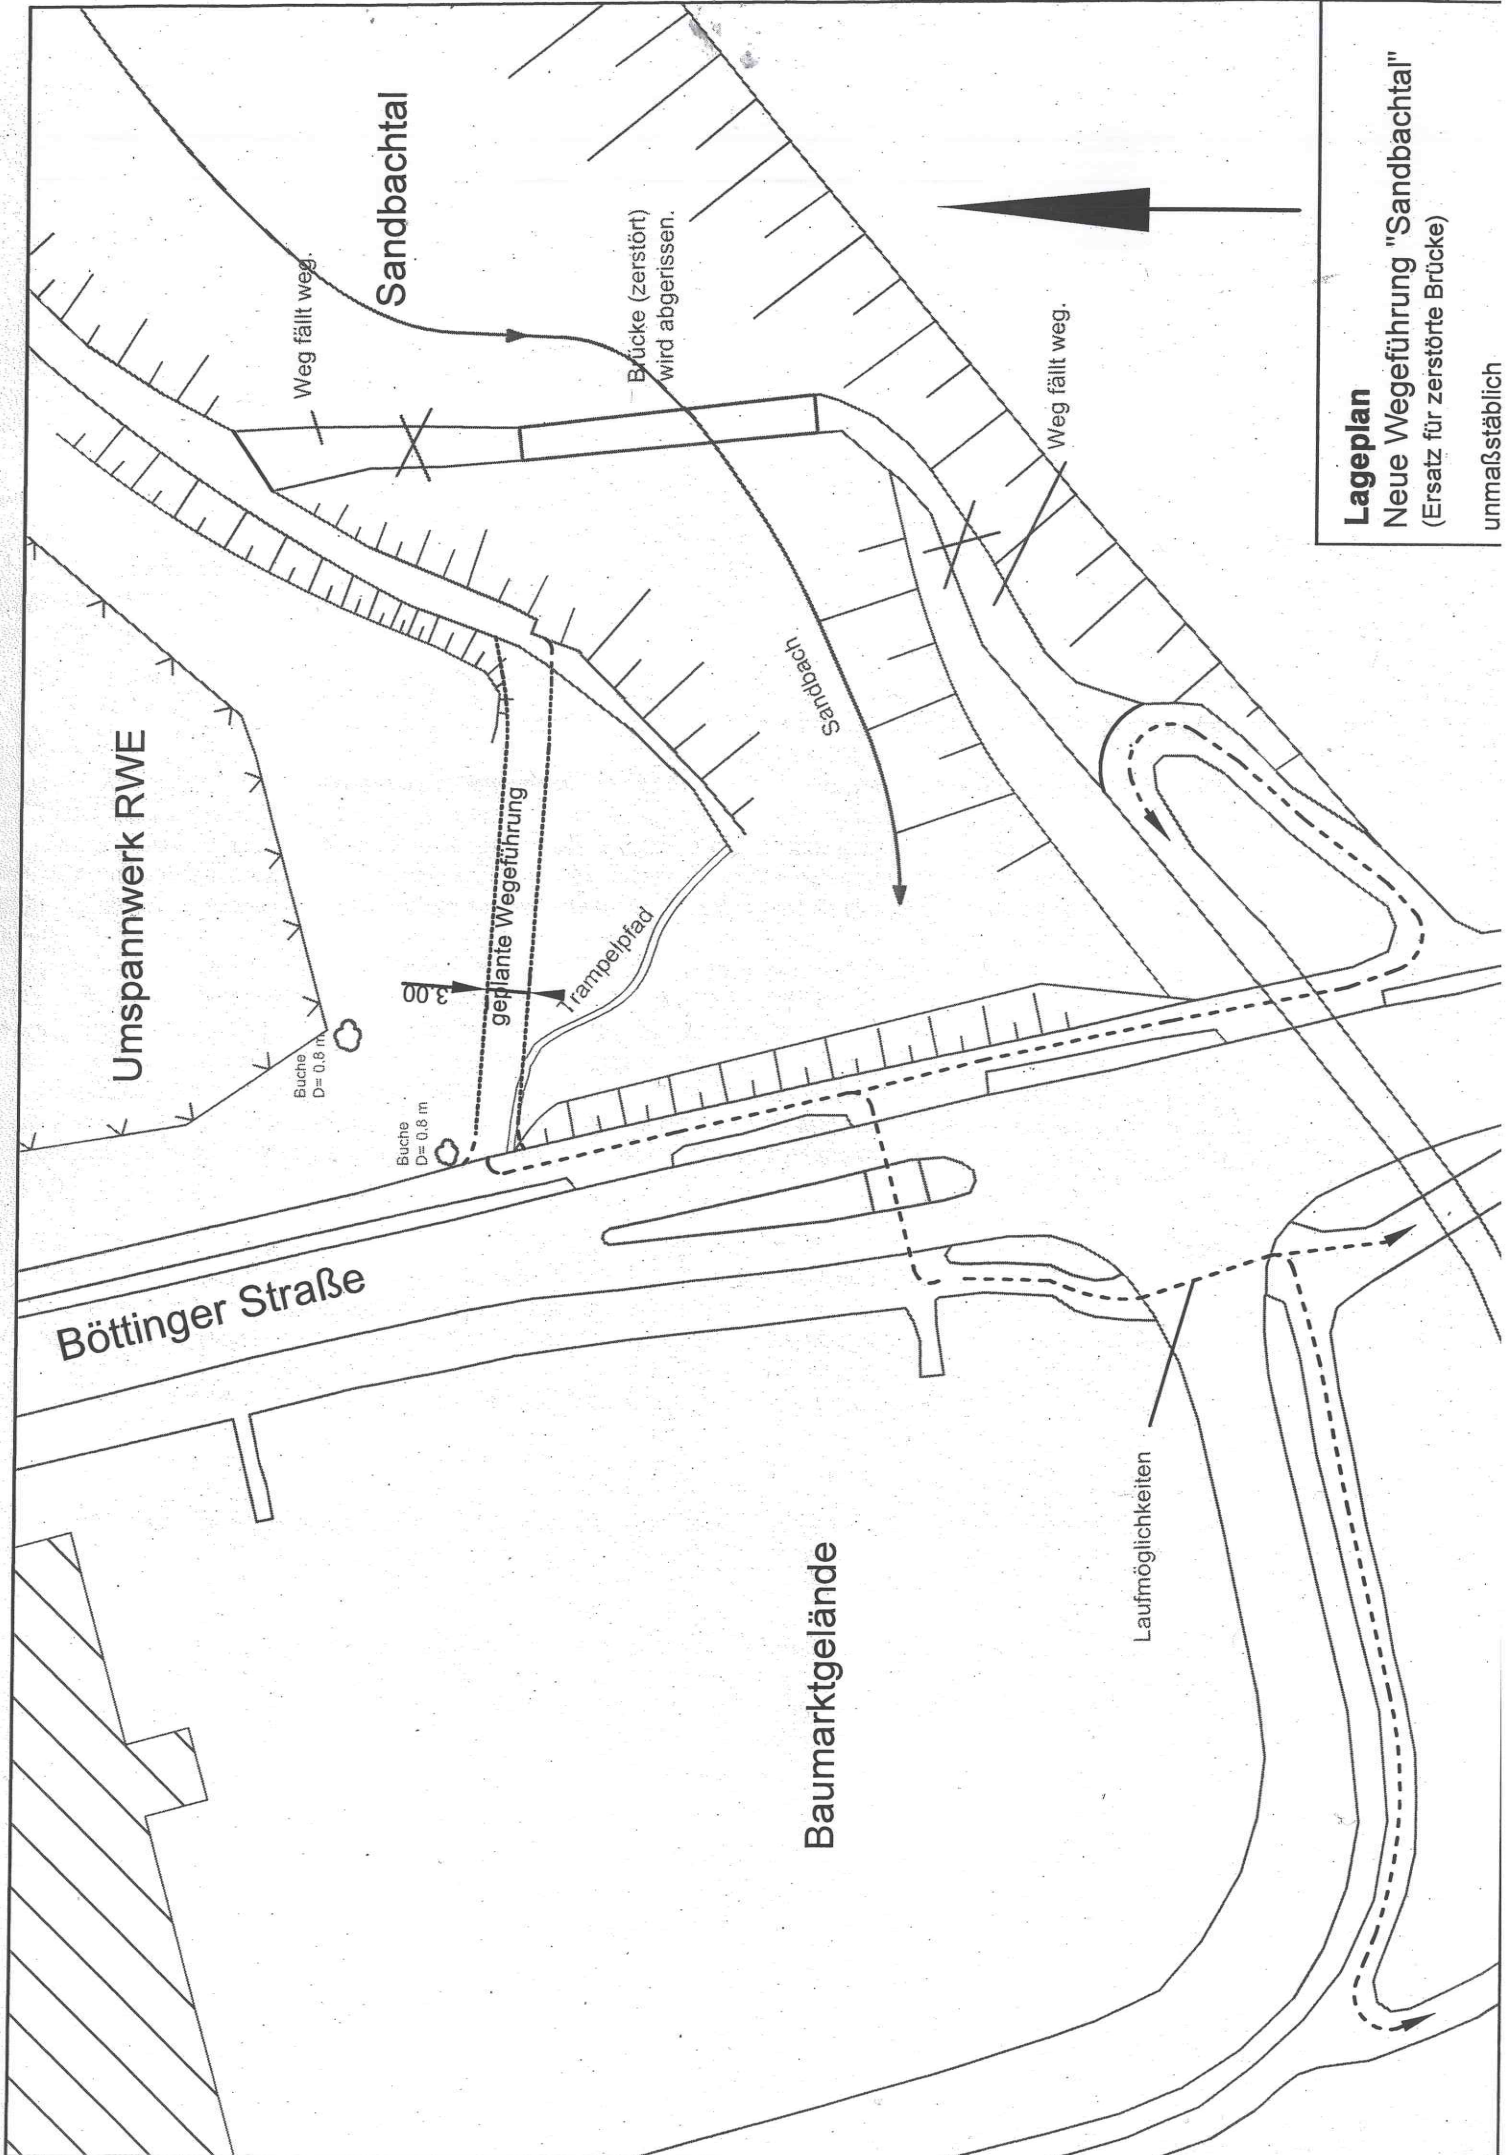 Umspannwerk RWE
Sandbachtal
Weg fällt weg.
Brücke (zerstört)
wird abgerissen.
Weg fällt weg.
Sandbach
geplante Wegeführung
3.00
Trampelpfad
Buche
D= 0.8 m
Buche
D= 0.8 m
Böttinger Straße
Baumarktgelände
Laufmöglichkeiten
Lageplan
Neue Wegeführung "Sandbachtal"
(Ersatz für zerstörte Brücke)
unmaßstäblich